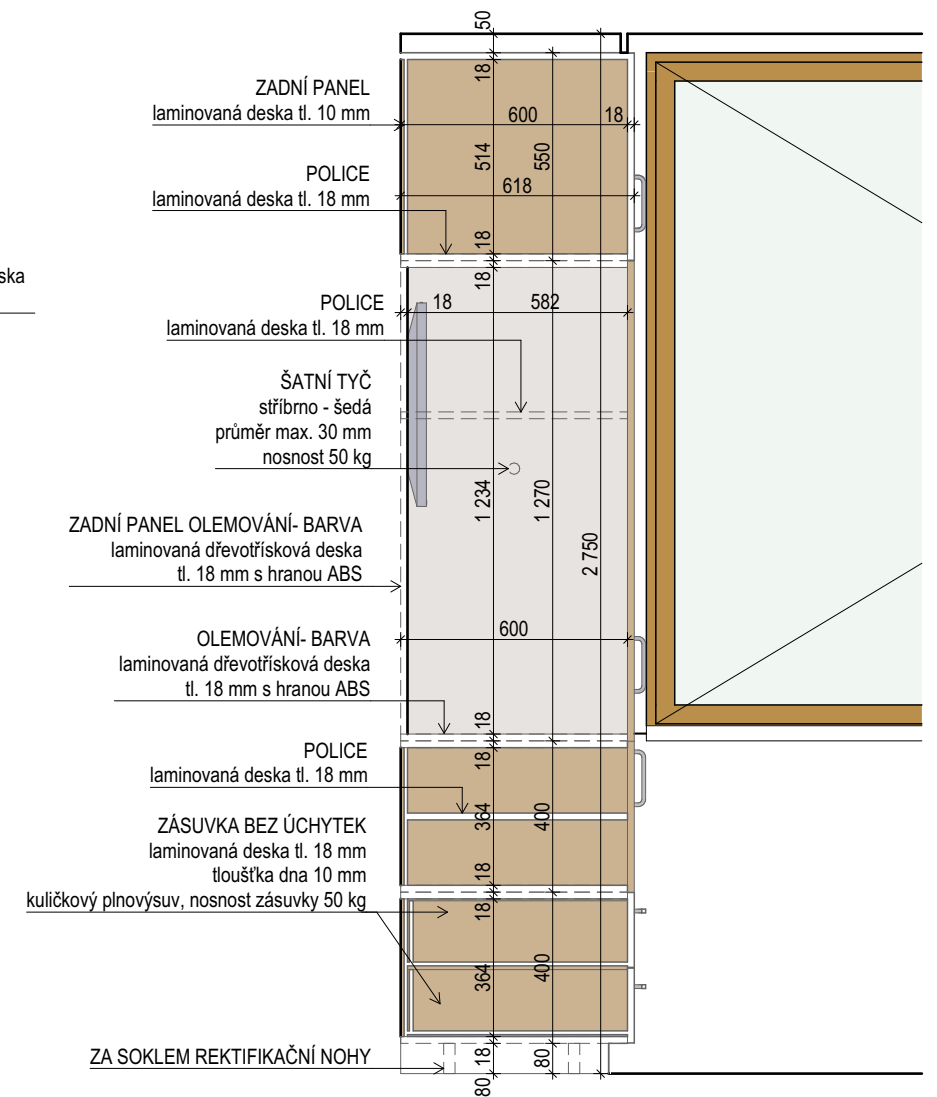 50
18
ZADNÍ PANEL
laminovaná deska tl. 10 mm
600
18
514
550
POLICE
laminovaná deska tl. 18 mm
618
18
18
ska
POLICE
laminovaná deska tl. 18 mm
18
582
ŠATNÍ TYČ
stříbrno - šedá
průměr max. 30 mm
nosnost 50 kg
1 234
1 270
2 750
ZADNÍ PANEL OLEMOVÁNÍ- BARVA
laminovaná dřevotřísková deska
tl. 18 mm s hranou ABS
600
OLEMOVÁNÍ- BARVA
laminovaná dřevotřísková deska
tl. 18 mm s hranou ABS
18
18
POLICE
laminovaná deska tl. 18 mm
364
400
ZÁSUVKA BEZ ÚCHYTEK
laminovaná deska tl. 18 mm
tloušťka dna 10 mm
kuličkový plnovýsuv, nosnost zásuvky 50 kg
18
18
364
400
ZA SOKLEM REKTIFIKAČNÍ NOHY
18
80
80